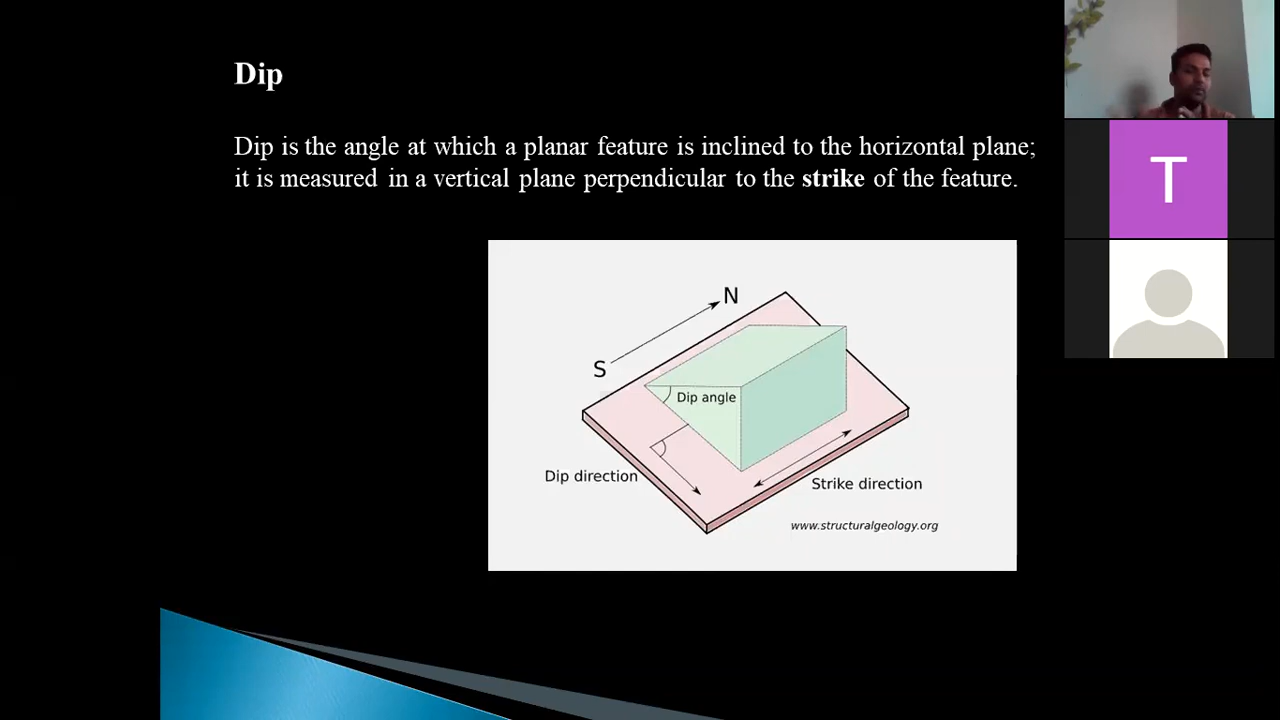 Dip
Dip is the angle at which a planar feature is inclined to the horizontal plane;
it is measured in a vertical plane perpendicular to the strike of the feature.
T
N
S
Dip angle
Dip direction
Strike direction
www.structuralgeology.org